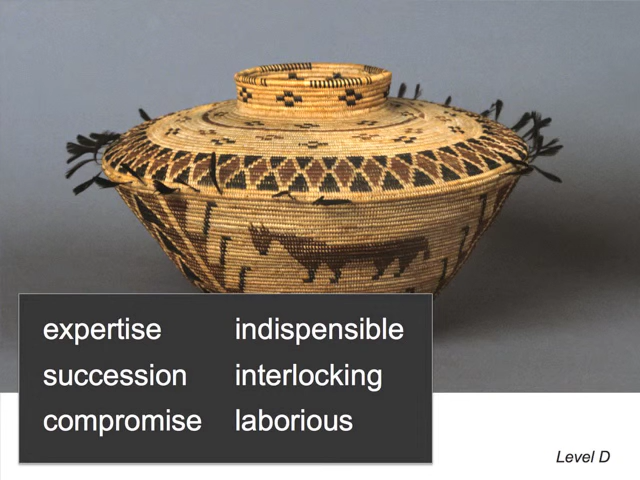 expertise
succession
compromise
indispensible
interlocking
laborious
Level D